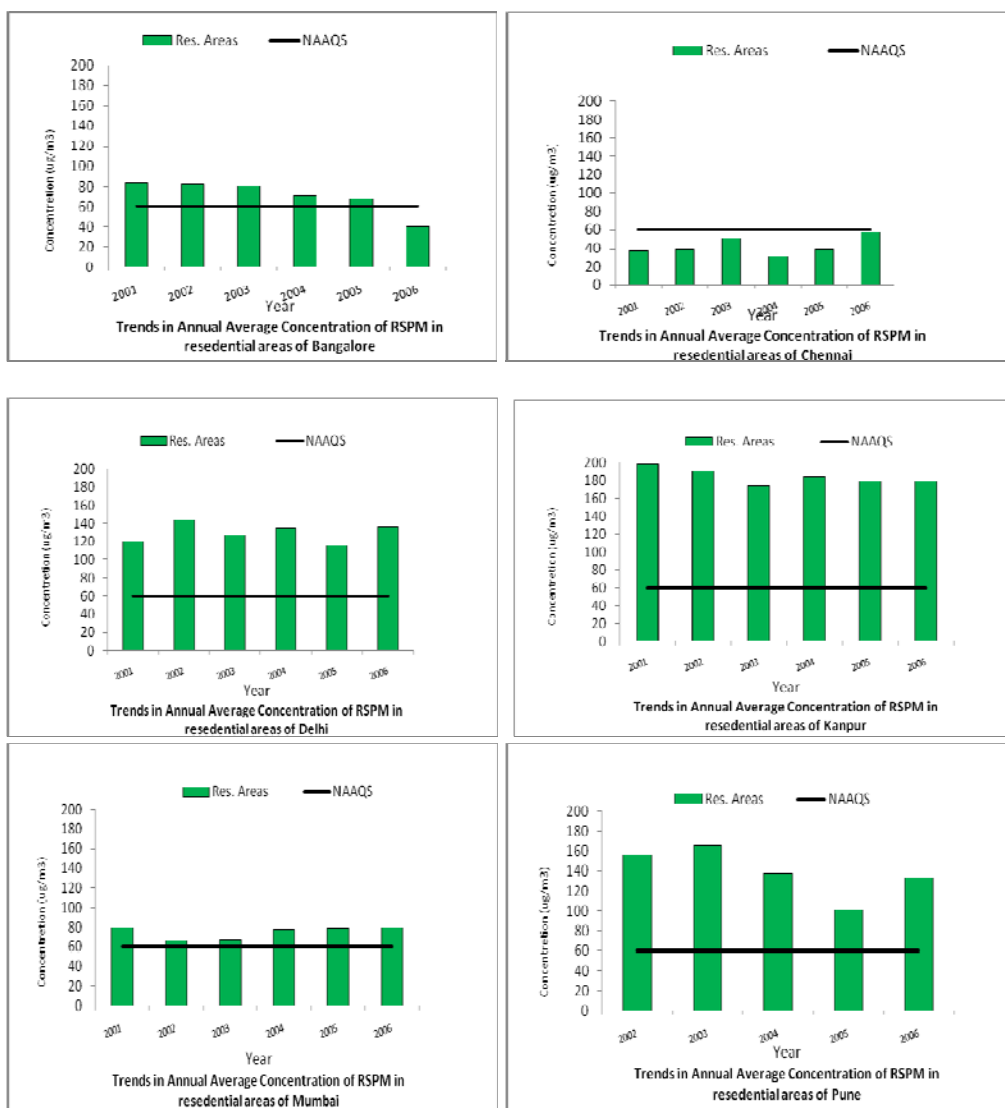 Res. Areas NAAQS
200
180
160
140
120
100
80
60
40
20
0
Concentretion (ug/m3)
2001 2002 2003 2004 2005 2006
Year
Trends in Annual Average Concentration of RSPM in
resedential areas of Bangalore
Res. Areas NAAQS
200
180
160
140
120
100
80
60
40
20
0
Concentretion (ug/m3)
2001 2002 2003 2004 2005 2006
Year
Trends in Annual Average Concentration of RSPM in
resedential areas of Chennai
Res. Areas NAAQS
200
180
160
140
120
100
80
60
40
20
0
Concentretion (ug/m3)
2001 2002 2003 2004 2005 2006
Year
Trends in Annual Average Concentration of RSPM in
resedential areas of Delhi
Res. Areas NAAQS
200
180
160
140
120
100
80
60
40
20
0
Concentretion (ug/m3)
2001 2002 2003 2004 2005 2006
Year
Trends in Annual Average Concentration of RSPM in
resedential areas of Kanpur
Res. Areas NAAQS
200
180
160
140
120
100
80
60
40
20
0
Concentretion (ug/m3)
2001 2002 2003 2004 2005 2006
Year
Trends in Annual Average Concentration of RSPM in
resedential areas of Mumbai
Res. Areas NAAQS
200
180
160
140
120
100
80
60
40
20
0
Concentretion (ug/m3)
2002 2003 2004 2005 2006
Year
Trends in Annual Average Concentration of RSPM in
resedential areas of Pune